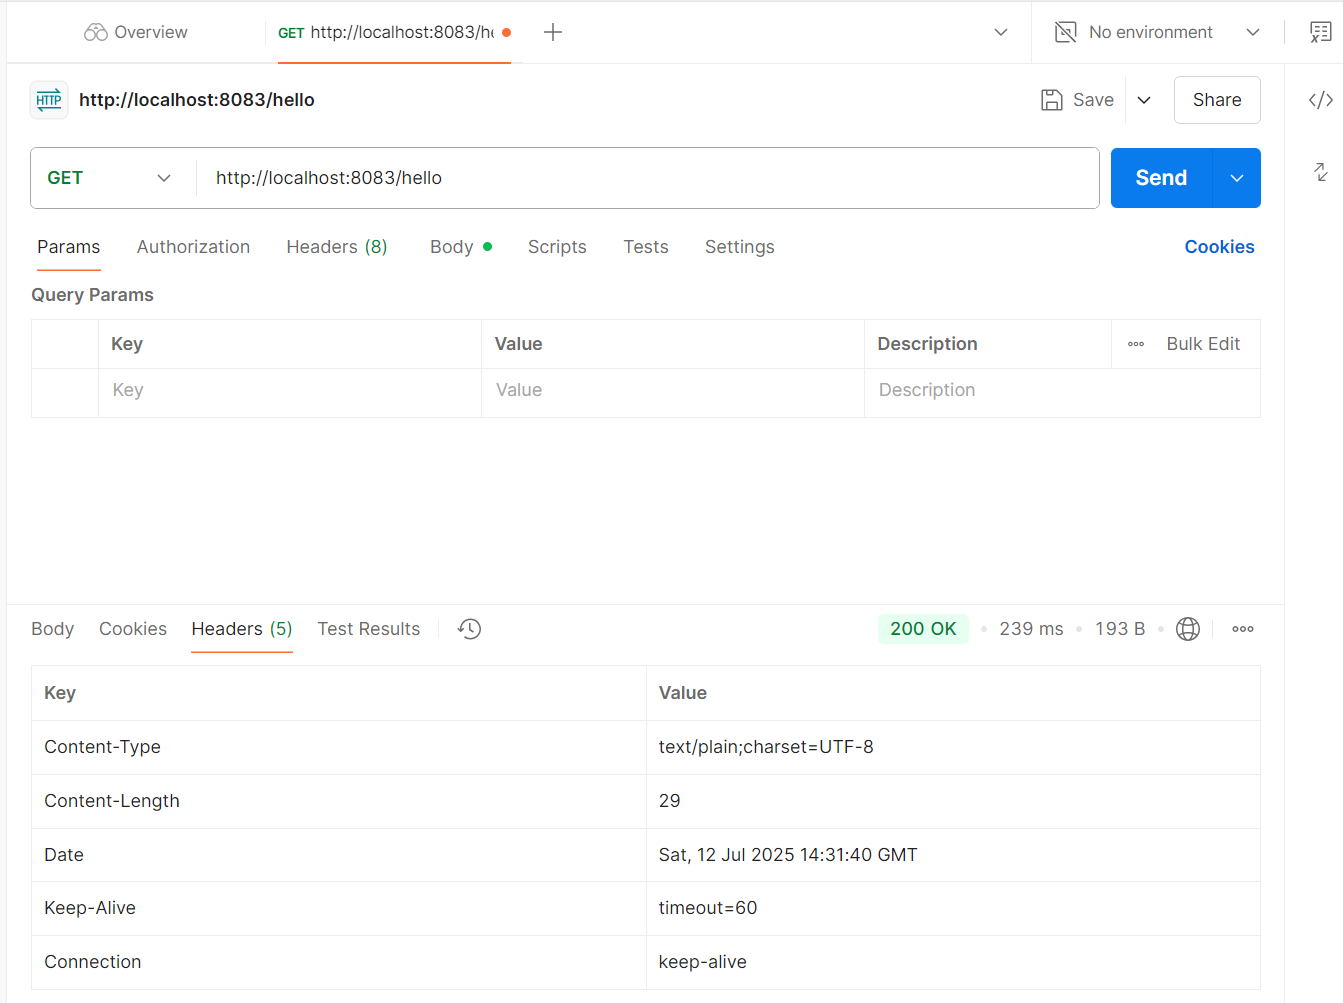 Overview
GET http://localhost:8083/he
No environment
HTTP http://localhost:8083/hello
Save
Share
GET http://localhost:8083/hello
Send
Params Authorization Headers (8) Body Scripts Tests Settings Cookies
Query Params
Key Value Description Bulk Edit
Key Value Description
Body Cookies Headers (5) Test Results 200 OK 239 ms 193 B
Key Value
Content-Type text/plain;charset=UTF-8
Content-Length 29
Date Sat, 12 Jul 2025 14:31:40 GMT
Keep-Alive timeout=60
Connection keep-alive